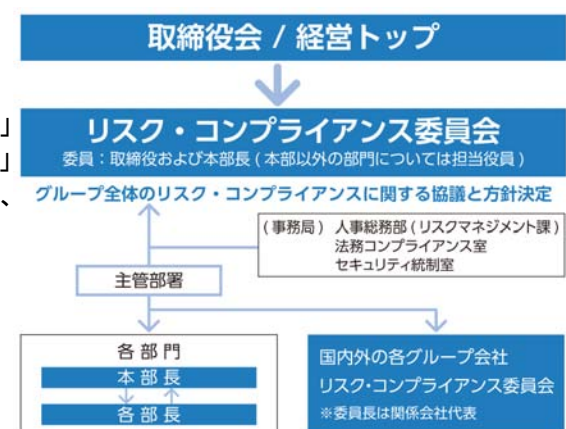 取締役会 / 経営トップ
」
リスク・コンプライアンス委員会
」
委員：取締役および本部長 ( 本部以外の部門については担当役員 )
、
グループ全体のリスク・コンプライアンスに関する協議と方針決定
( 事務局 ) 人事総務部 ( リスクマネジメント課 )
法務コンプライアンス室
セキュリティ統制室
主管部署
各 部 門
本 部 長
各 部 長
国内外の各グループ会社
リスク・コンプライアンス委員会
※委員長は関係会社代表